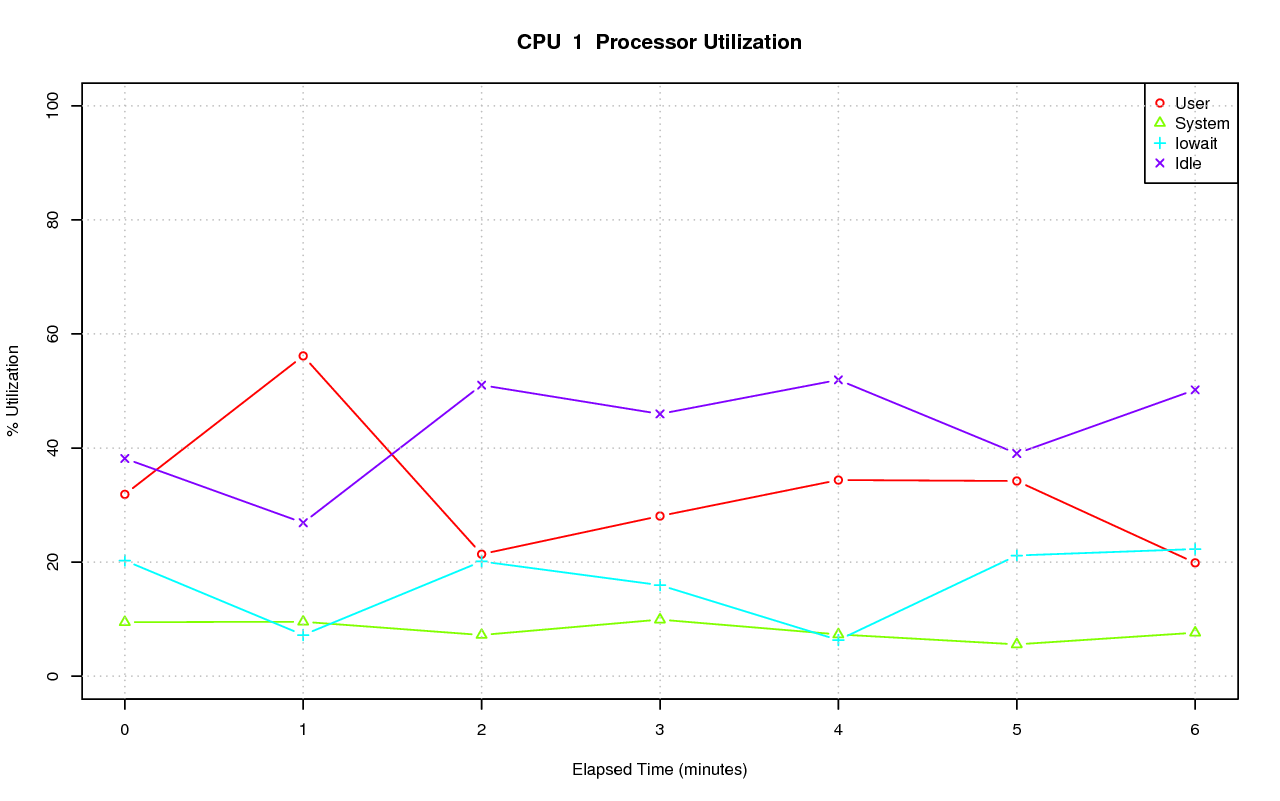 CPU  1  Processor Utilization
User
System
Iowait
Idle
% Utilization
100
80
60
40
20
0
0 1 2 3 4 5 6
Elapsed Time (minutes)